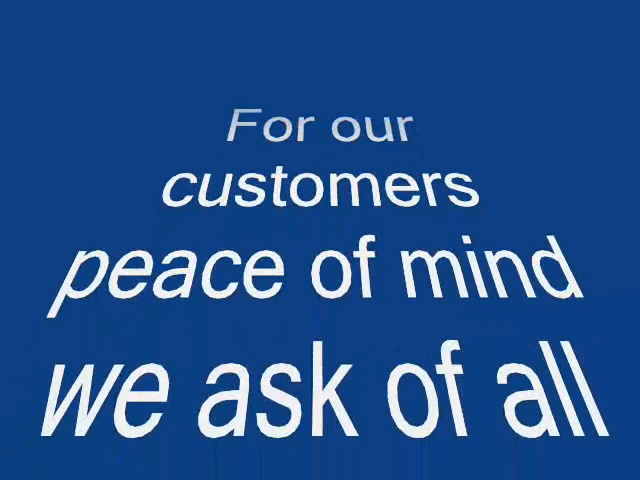 For our
customers
peace of mind
we ask of all